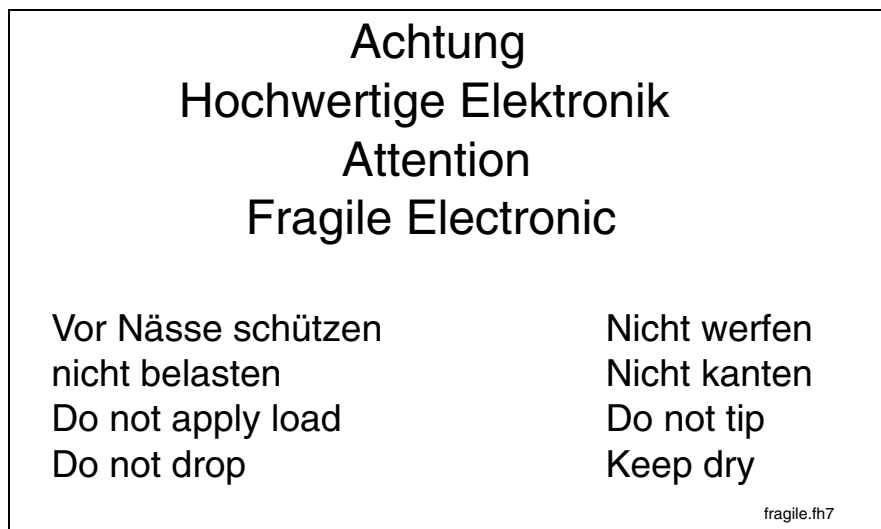 Achtung
Hochwertige Elektronik
Attention
Fragile Electronic
Vor Nässe schützen
nicht belasten
Do not apply load
Do not drop
Nicht werfen
Nicht kanten
Do not tip
Keep dry
fragile.fh7